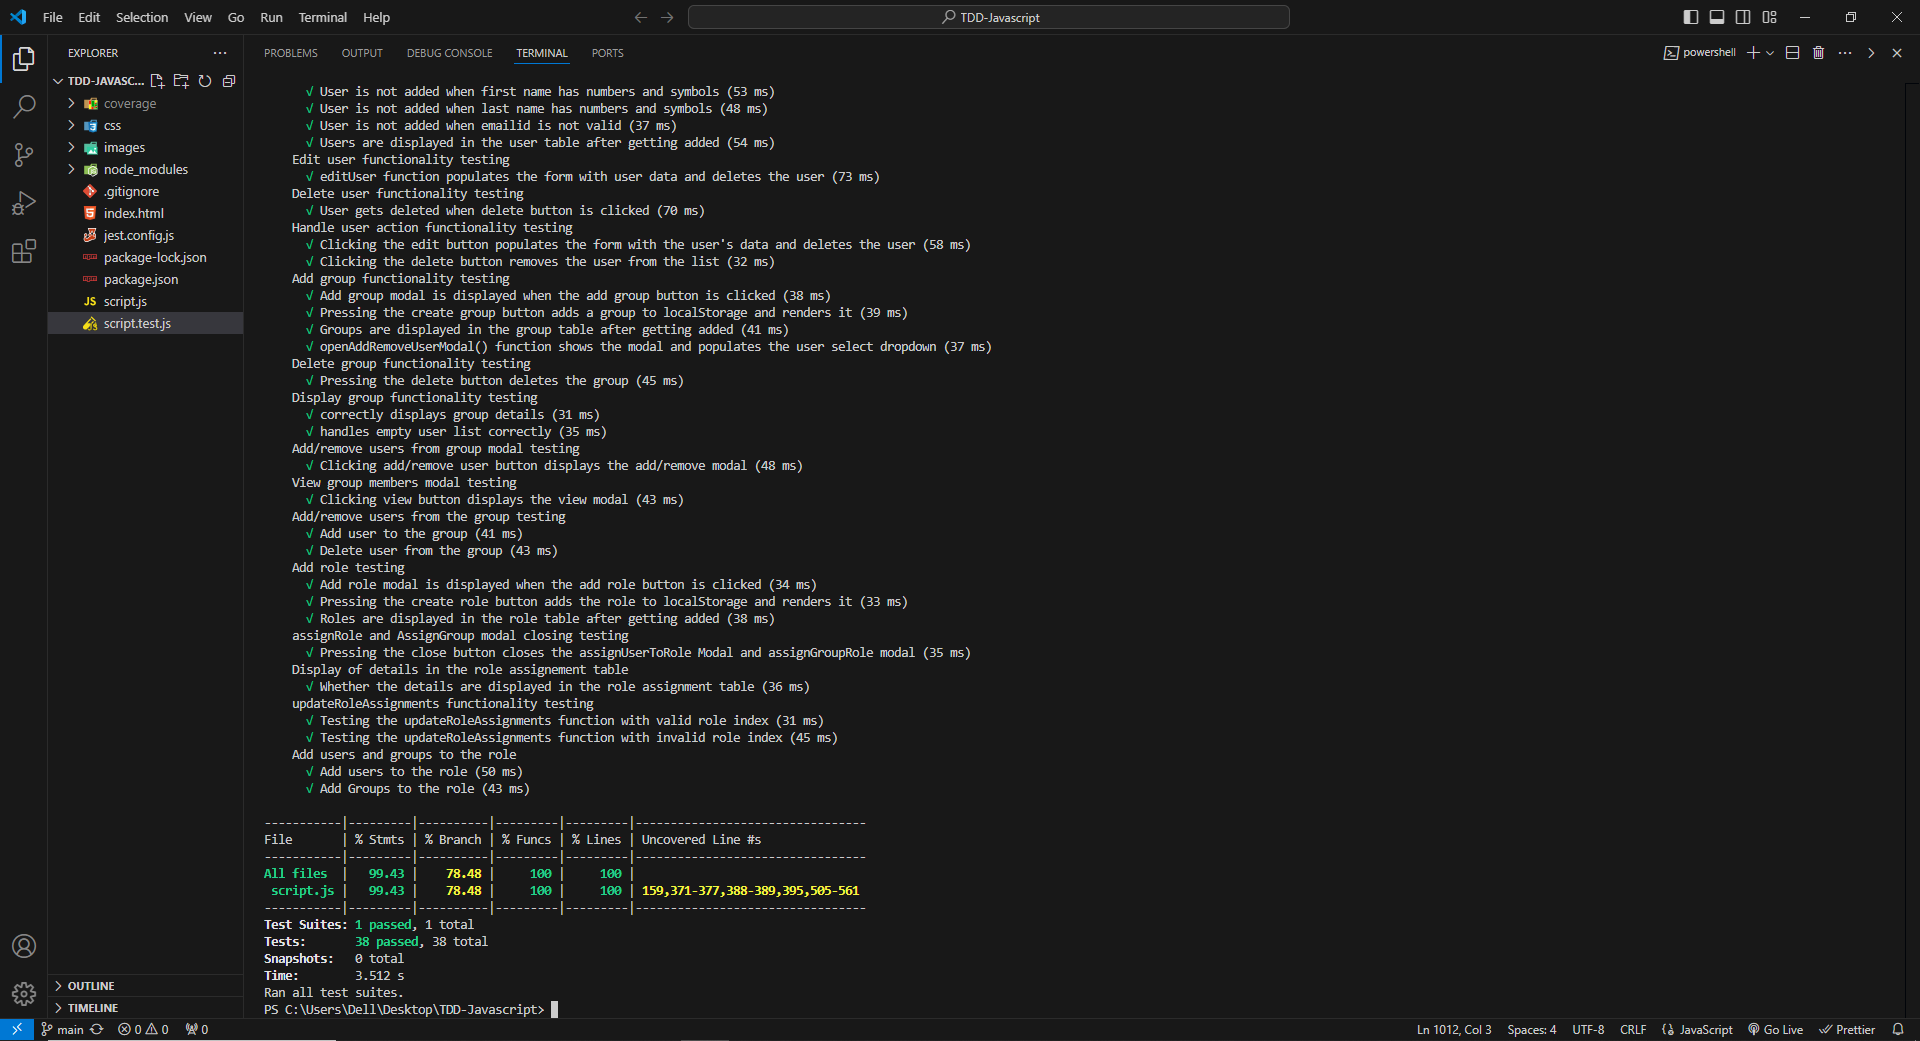 File Edit Selection View Go Run Terminal Help
TDD-Javascript
EXPLORER
TDD-JAVASC...
coverage
css
images
node_modules
.gitignore
index.html
jest.config.js
package-lock.json
package.json
JS script.js
script.test.js
OUTLINE
TIMELINE
PROBLEMS OUTPUT DEBUG CONSOLE TERMINAL PORTS
powershell
√ User is not added when first name has numbers and symbols (53 ms)
√ User is not added when last name has numbers and symbols (48 ms)
√ User is not added when emailid is not valid (37 ms)
√ Users are displayed in the user table after getting added (54 ms)
Edit user functionality testing
√ editUser function populates the form with user data and deletes the user (73 ms)
Delete user functionality testing
√ User gets deleted when delete button is clicked (70 ms)
Handle user action functionality testing
√ Clicking the edit button populates the form with the user's data and deletes the user (58 ms)
√ Clicking the delete button removes the user from the list (32 ms)
Add group functionality testing
√ Add group modal is displayed when the add group button is clicked (38 ms)
√ Pressing the create group button adds a group to localStorage and renders it (39 ms)
√ Groups are displayed in the group table after getting added (41 ms)
√ openAddRemoveUserModal() function shows the modal and populates the user select dropdown (37 ms)
Delete group functionality testing
√ Pressing the delete button deletes the group (45 ms)
Display group functionality testing
√ correctly displays group details (31 ms)
√ handles empty user list correctly (35 ms)
Add/remove users from group modal testing
√ Clicking add/remove user button displays the add/remove modal (48 ms)
View group members modal testing
√ Clicking view button displays the view modal (43 ms)
Add/remove users from the group testing
√ Add user to the group (41 ms)
√ Delete user from the group (43 ms)
Add role testing
√ Add role modal is displayed when the add role button is clicked (34 ms)
√ Pressing the create role button adds the role to localStorage and renders it (33 ms)
√ Roles are displayed in the role table after getting added (38 ms)
assignRole and AssignGroup modal closing testing
√ Pressing the close button closes the assignUserToRole Modal and assignGroupRole modal (35 ms)
Display of details in the role assignement table
√ Whether the details are displayed in the role assignment table (36 ms)
updateRoleAssignments functionality testing
√ Testing the updateRoleAssignments function with valid role index (31 ms)
√ Testing the updateRoleAssignments function with invalid role index (45 ms)
Add users and groups to the role
√ Add users to the role (50 ms)
√ Add Groups to the role (43 ms)
-----------|---------|----------|---------|---------|---------------------------------
File | % Stmts | % Branch | % Funcs | % Lines | Uncovered Line #s
-----------|---------|----------|---------|---------|---------------------------------
All files | 99.43 | 78.48 | 100 | 100 |
script.js | 99.43 | 78.48 | 100 | 100 | 159,371-377,388-389,395,505-561
-----------|---------|----------|---------|---------|---------------------------------
Test Suites: 1 passed, 1 total
Tests: 38 passed, 38 total
Snapshots: 0 total
Time: 3.512 s
Ran all test suites.
PS C:\Users\Dell\Desktop\TDD-Javascript>
main 0 0 0 Ln 1012, Col 3 Spaces: 4 UTF-8 CRLF JavaScript Go Live Prettier